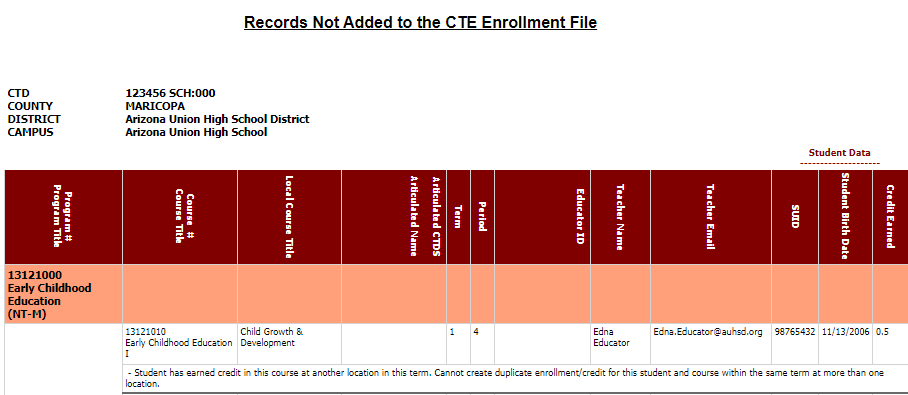 Records Not Added to the CTE Enrollment File
CTD 123456 SCH:000
COUNTY MARICOPA
DISTRICT Arizona Union High School District
CAMPUS Arizona Union High School
Student Data
Program #
Program Title
Course #
Course Title
Local Course Title
Articulated CTDS
Articulated Name
Term
Period
Educator ID
Teacher Name
Teacher Email
SUID
Student Birth Date
Credit Earned
13121000
Early Childhood
Education
(NT-M)
13121010
Early Childhood Education
I
Child Growth &
Development
1
4
Edna
Educator
Edna.Educator@auhsd.org
98765432
11/13/2006
0.5
- Student has earned credit in this course at another location in this term. Cannot create duplicate enrollment/credit for this student and course within the same term at more than one
location.